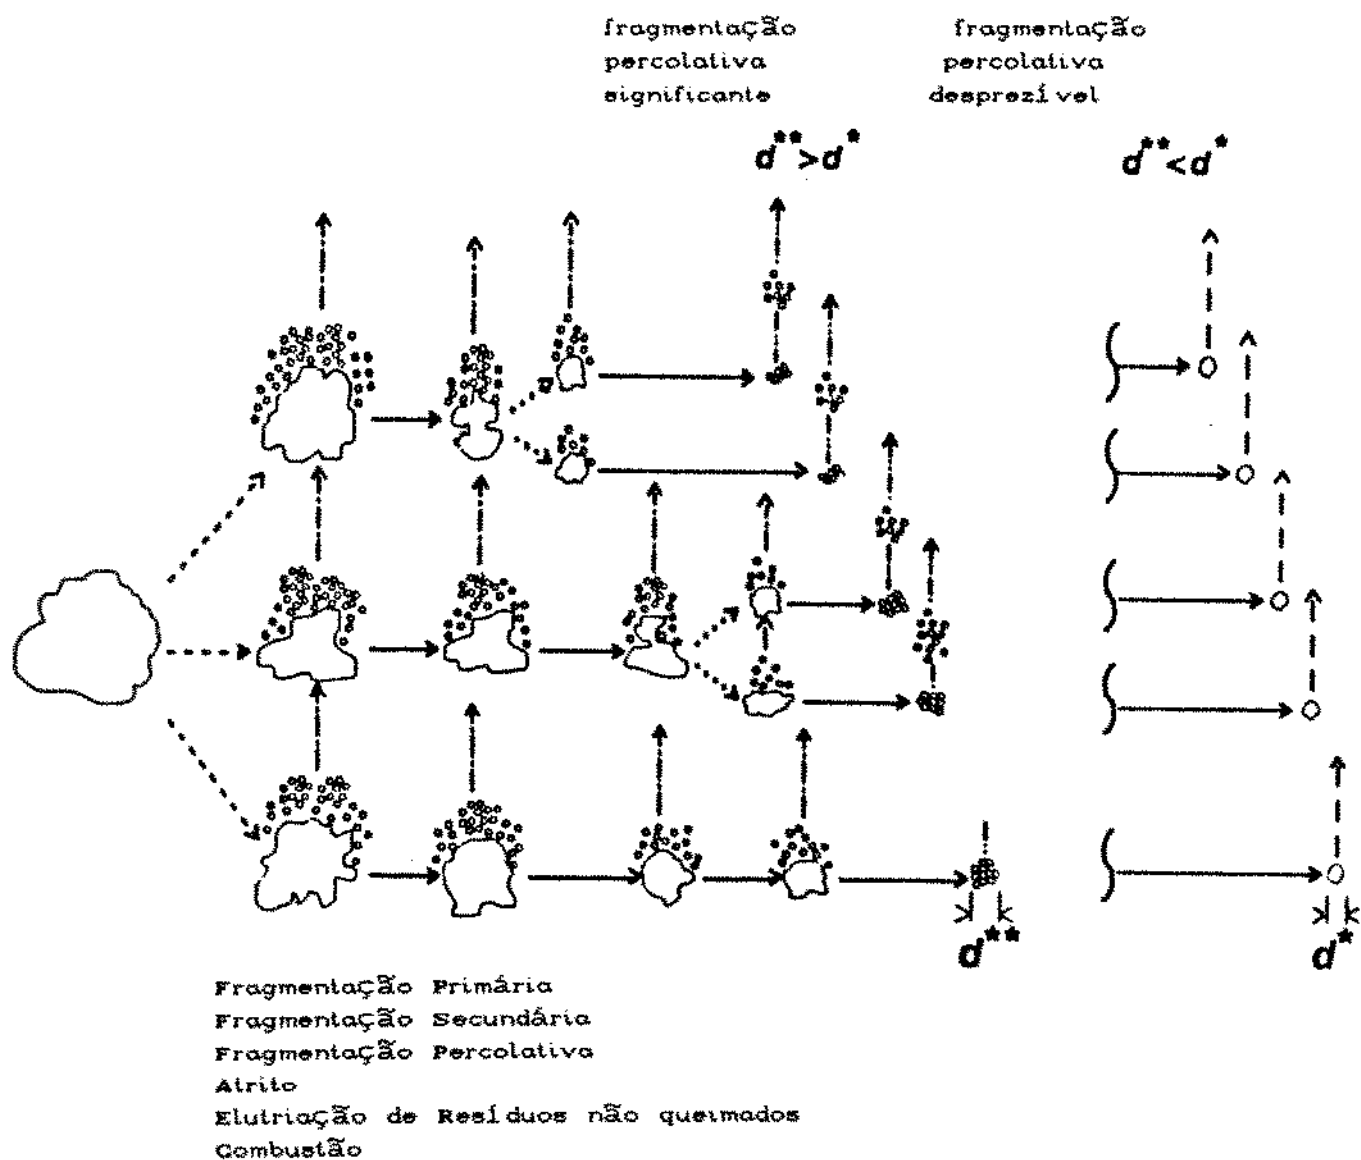 fragmentação
percolativa
significante
fragmentação
percolativa
desprezível
d**>d*
d**<d*
d**
d*
Fragmentação Primária
Fragmentação Secundária
Fragmentação Percolativa
Atrito
Elutriação de Resíduos não queimados
Combustão